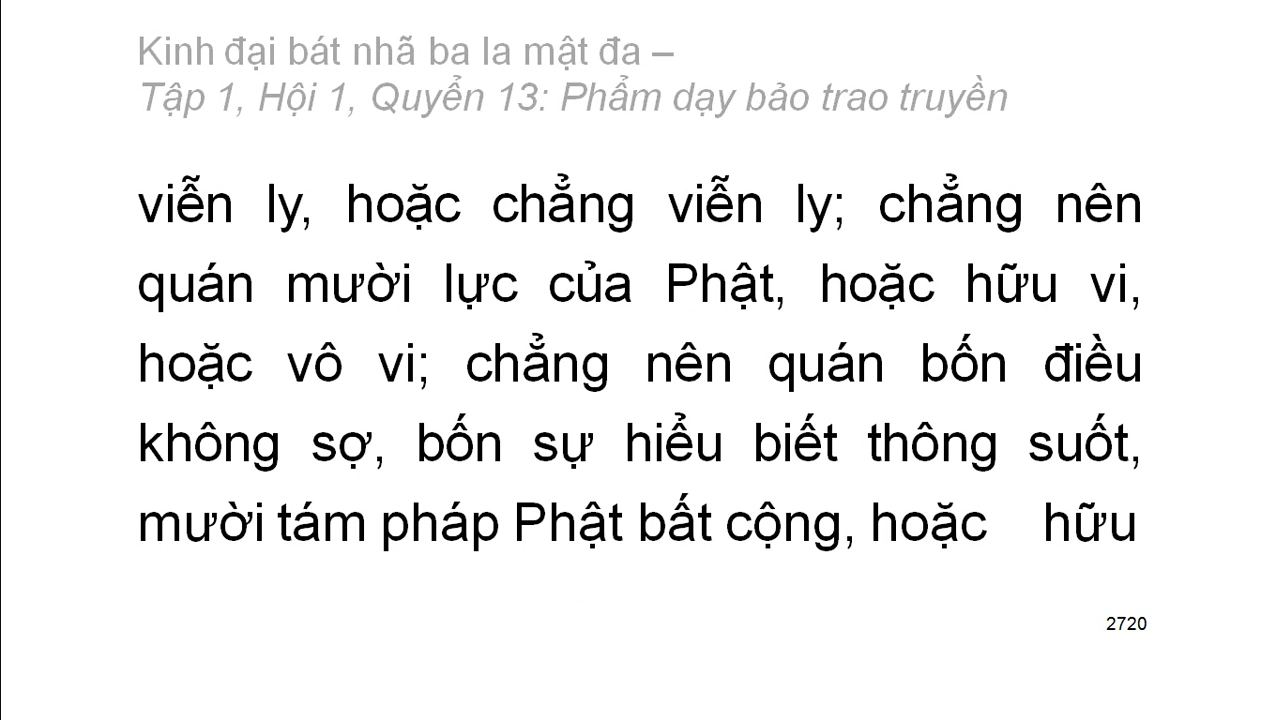 Kinh đại bát nhã ba la mật đa –
Tập 1, Hội 1, Quyển 13: Phẩm dạy bảo trao truyền
viễn ly, hoặc chẳng viễn ly; chẳng nên
quán mười lực của Phật, hoặc hữu vi,
hoặc vô vi; chẳng nên quán bốn điều
không sợ, bốn sự hiểu biết thông suốt,
mười tám pháp Phật bất cộng, hoặc hữu
2720